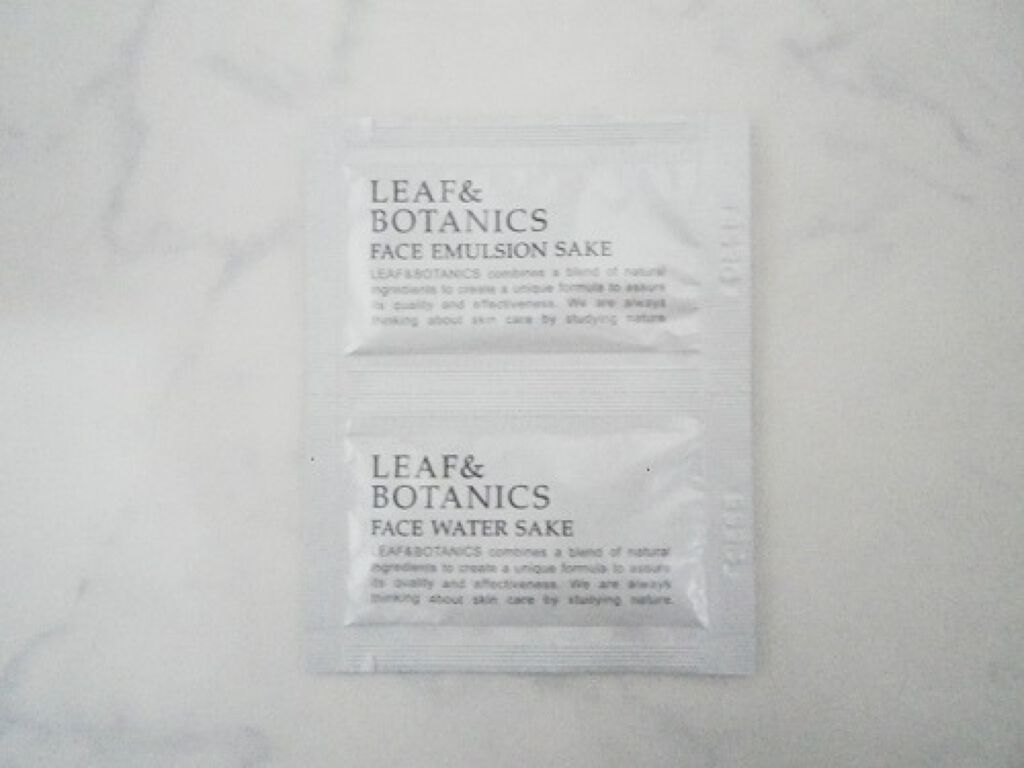 LEAF&
BOTANICS
FACE EMULSION SAKE
LEAF&BOTANICS combines a blend of natural
ingredients to create a unique formula to assure
its quality and effectiveness. We are always
thinking about skin care by studying nature
LEAF&
BOTANICS
FACE WATER SAKE
LEAF&BOTANICS combines a blend of natural
ingredients to create a unique formula to assure
its quality and effectiveness. We are always
thinking about skin care by studying nature.